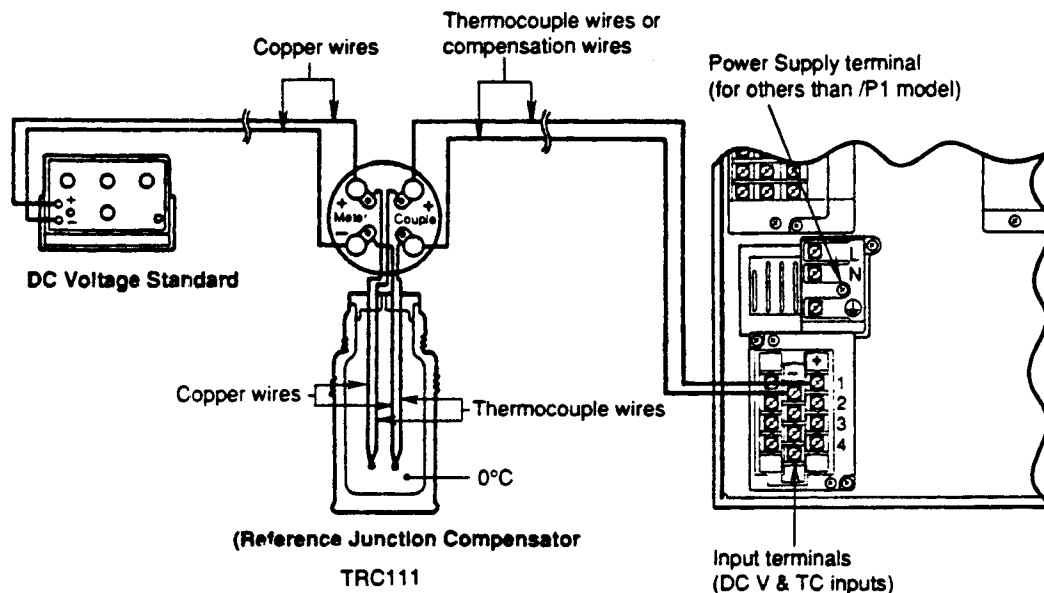 Copper wires
Thermocouple wires or
compensation wires
Power Supply terminal
(for others than /P1 model)
+
-
DC Voltage Standard
+ Meter -
Couple +
L
N
- +
1
2
3
4
Copper wires
Thermocouple wires
0°C
(Reference Junction Compensator
TRC111
Input terminals
(DC V & TC inputs)